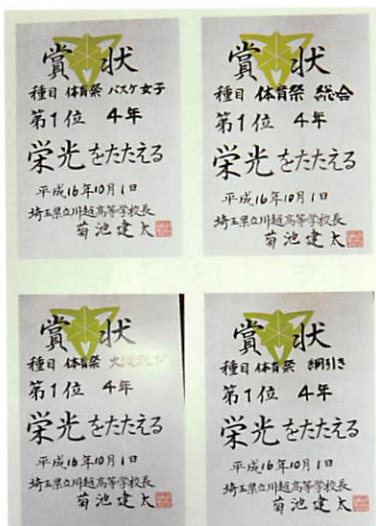 賞状
種目 体育祭 バスケ女子
第1位 4年
栄光をたたえる
平成16年10月1日
埼玉県立川越高等学校長
菊池建太
賞状
種目 体育祭 総合
第1位 4年
栄光をたたえる
平成16年10月1日
埼玉県立川越高等学校長
菊池建太
賞状
種目 体育祭
第1位 4年
栄光をたたえる
平成16年10月1日
埼玉県立川越高等学校長
菊池建太
賞状
種目 体育祭 綱引き
第1位 4年
栄光をたたえる
平成16年10月1日
埼玉県立川越高等学校長
菊池建太